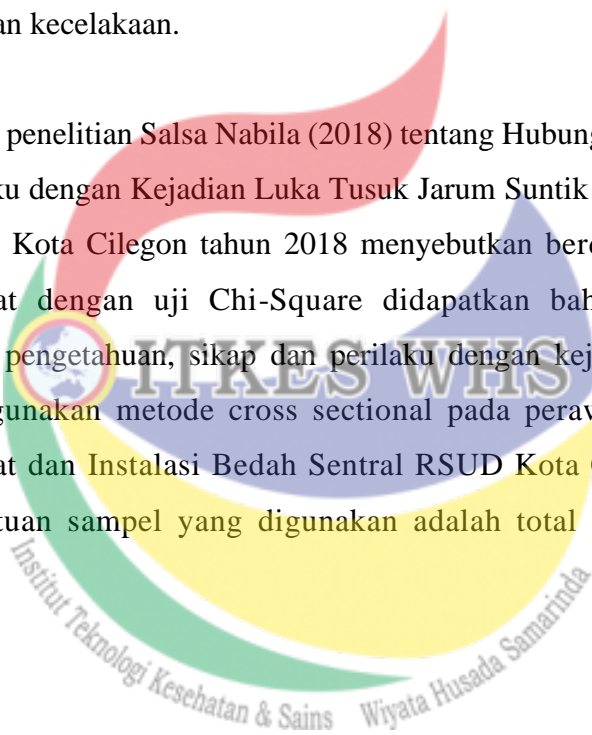 an kecelakaan.
penelitian Salsa Nabila (2018) tentang Hubung
ku dengan Kejadian Luka Tusuk Jarum Suntik
Kota Cilegon tahun 2018 menyebutkan berd
at dengan uji Chi-Square didapatkan bah
pengetahuan, sikap dan perilaku dengan kej
gunakan metode cross sectional pada peraw
at dan Instalasi Bedah Sentral RSUD Kota
tuan sampel yang digunakan adalah total
ITKES WHS
Institut Teknologi Kesehatan & Sains Wiyata Husada Samarinda